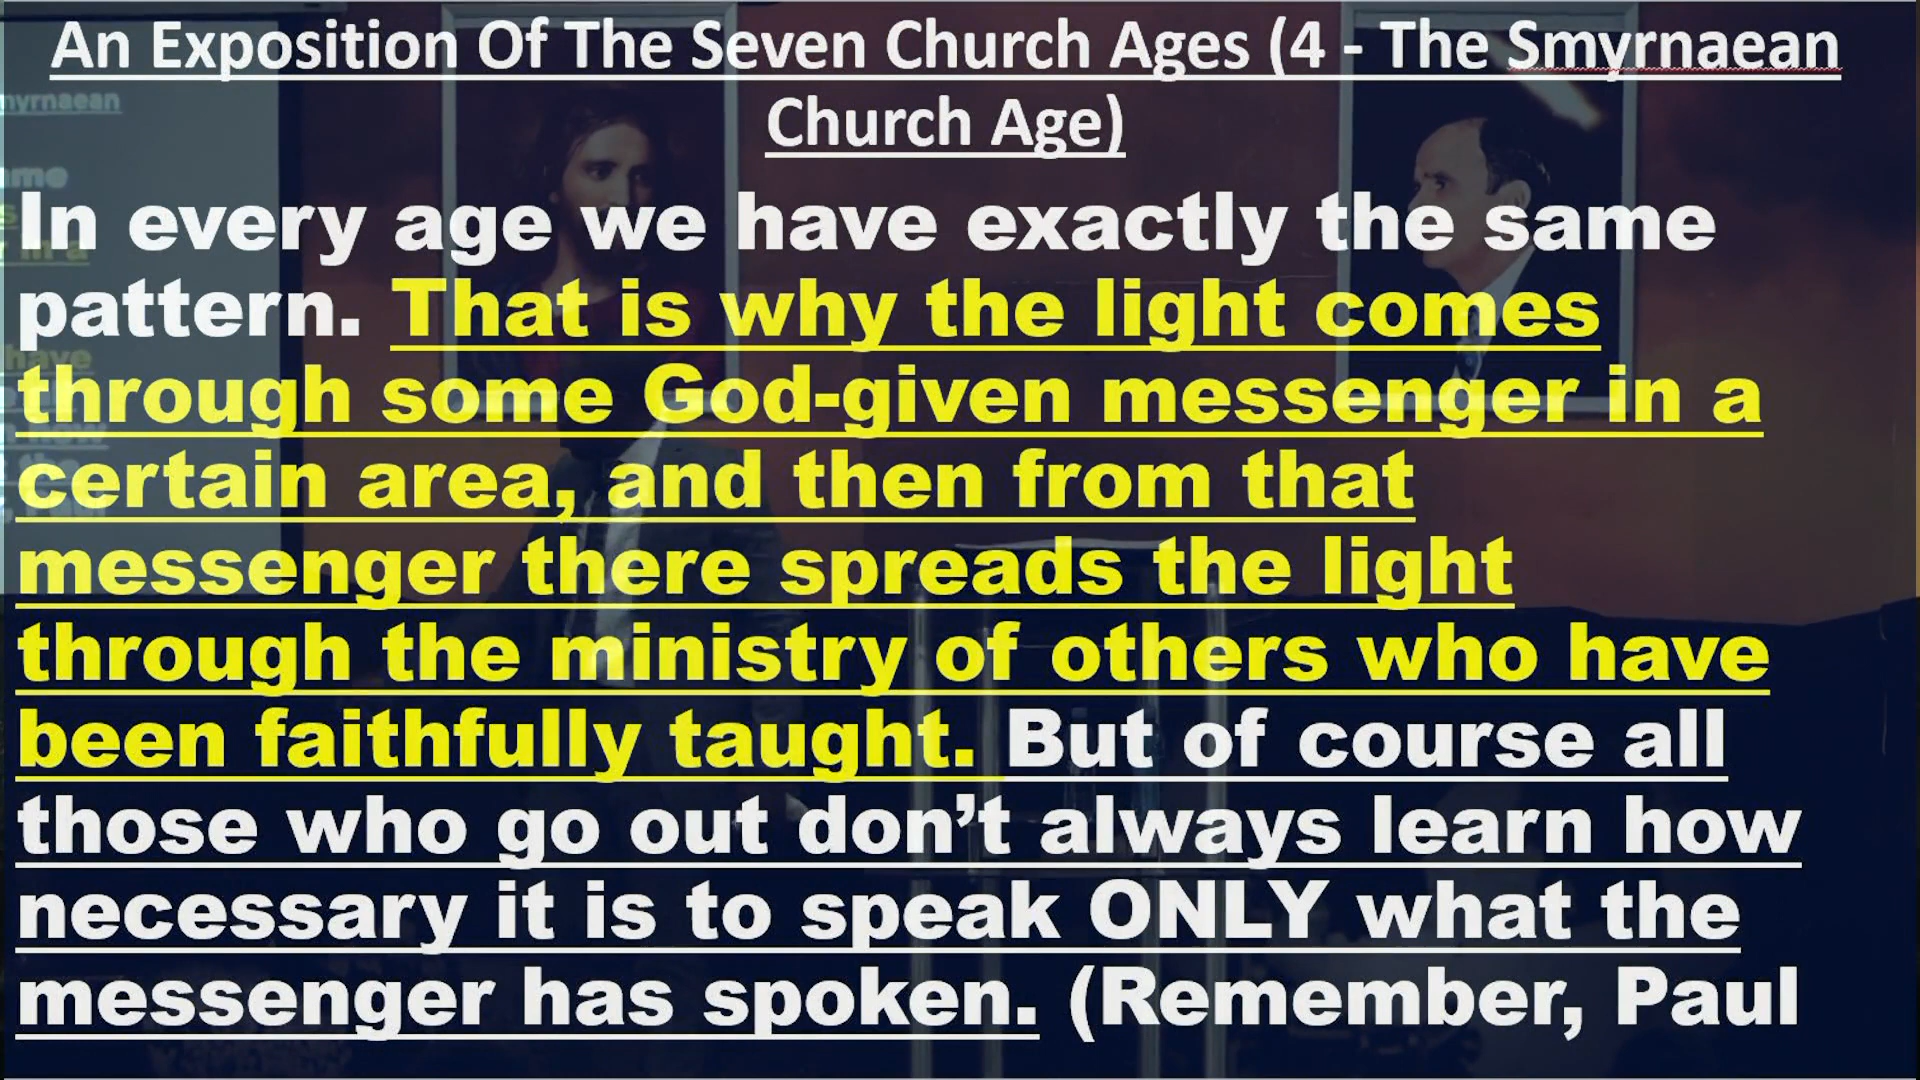 An Exposition Of The Seven Church Ages (4 - The Smyrnaean
Church Age)
In every age we have exactly the same
pattern. That is why the light comes
through some God-given messenger in a
certain area, and then from that
messenger there spreads the light
through the ministry of others who have
been faithfully taught. But of course all
those who go out don’t always learn how
necessary it is to speak ONLY what the
messenger has spoken. (Remember, Paul